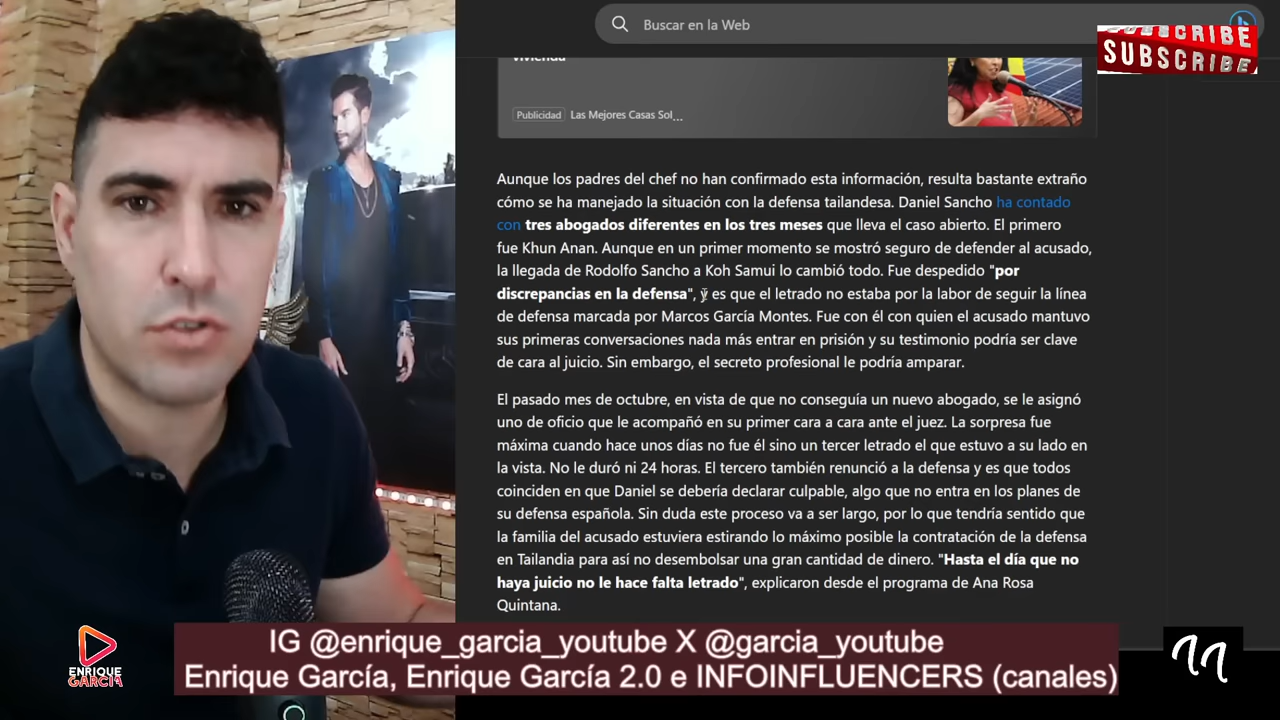 Buscar en la Web
SUBSCRIBE
SUBSCRIBE
vivienda
Publicidad Las Mejores Casas Sol...
Aunque los padres del chef no han confirmado esta información, resulta bastante extraño
cómo se ha manejado la situación con la defensa tailandesa. Daniel Sancho ha contado
con tres abogados diferentes en los tres meses que lleva el caso abierto. El primero
fue Khun Anan. Aunque en un primer momento se mostró seguro de defender al acusado,
la llegada de Rodolfo Sancho a Koh Samui lo cambió todo. Fue despedido "por
discrepancias en la defensa", y es que el letrado no estaba por la labor de seguir la línea
de defensa marcada por Marcos García Montes. Fue con él con quien el acusado mantuvo
sus primeras conversaciones nada más entrar en prisión y su testimonio podría ser clave
de cara al juicio. Sin embargo, el secreto profesional le podría amparar.
El pasado mes de octubre, en vista de que no conseguía un nuevo abogado, se le asignó
uno de oficio que le acompañó en su primer cara a cara ante el juez. La sorpresa fue
máxima cuando hace unos días no fue él sino un tercer letrado el que estuvo a su lado en
la vista. No le duró ni 24 horas. El tercero también renunció a la defensa y es que todos
coinciden en que Daniel se debería declarar culpable, algo que no entra en los planes de
su defensa española. Sin duda este proceso va a ser largo, por lo que tendría sentido que
la familia del acusado estuviera estirando lo máximo posible la contratación de la defensa
en Tailandia para así no desembolsar una gran cantidad de dinero. "Hasta el día que no
haya juicio no le hace falta letrado", explicaron desde el programa de Ana Rosa
Quintana.
ENRIQUE
GARCÍA
IG @enrique_garcia_youtube X @garcia_youtube
Enrique García, Enrique García 2.0 e INFOINFLUENCERS (canales)